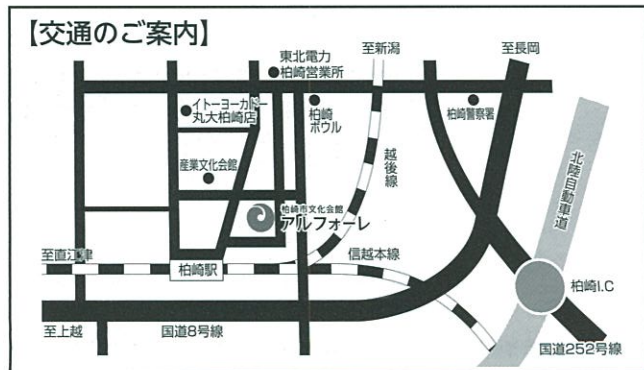 【交通のご案内】
東北電力
柏崎営業所
至新潟
至長岡
イトーヨーカドー
丸大柏崎店
柏崎
ボウル
柏崎警察署
産業文化会館
越後線
北陸自動車道
柏崎市文化会館
アルフォーレ
至直江津
柏崎駅
信越本線
柏崎I.C
至上越
国道8号線
国道252号線